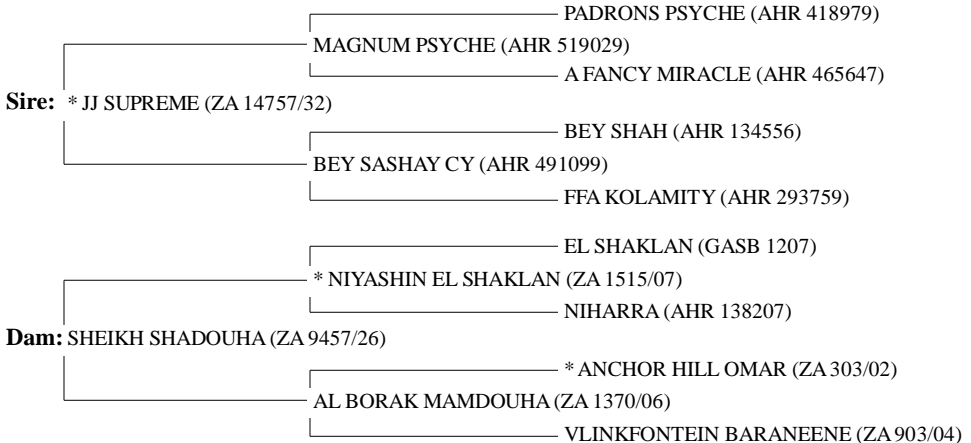 PADRONS PSYCHE (AHR 418979)
MAGNUM PSYCHE (AHR 519029)
A FANCY MIRACLE (AHR 465647)
Sire: * JJ SUPREME (ZA 14757/32)
BEY SHAH (AHR 134556)
BEY SASHAY CY (AHR 491099)
FFA KOLAMITY (AHR 293759)
EL SHAKLAN (GASB 1207)
* NIYASHIN EL SHAKLAN (ZA 1515/07)
NIHARRA (AHR 138207)
Dam: SHEIKH SHADOUHA (ZA 9457/26)
* ANCHOR HILL OMAR (ZA 303/02)
AL BORAK MAMDOUHA (ZA 1370/06)
VLINKFONTEIN BARANEENE (ZA 903/04)